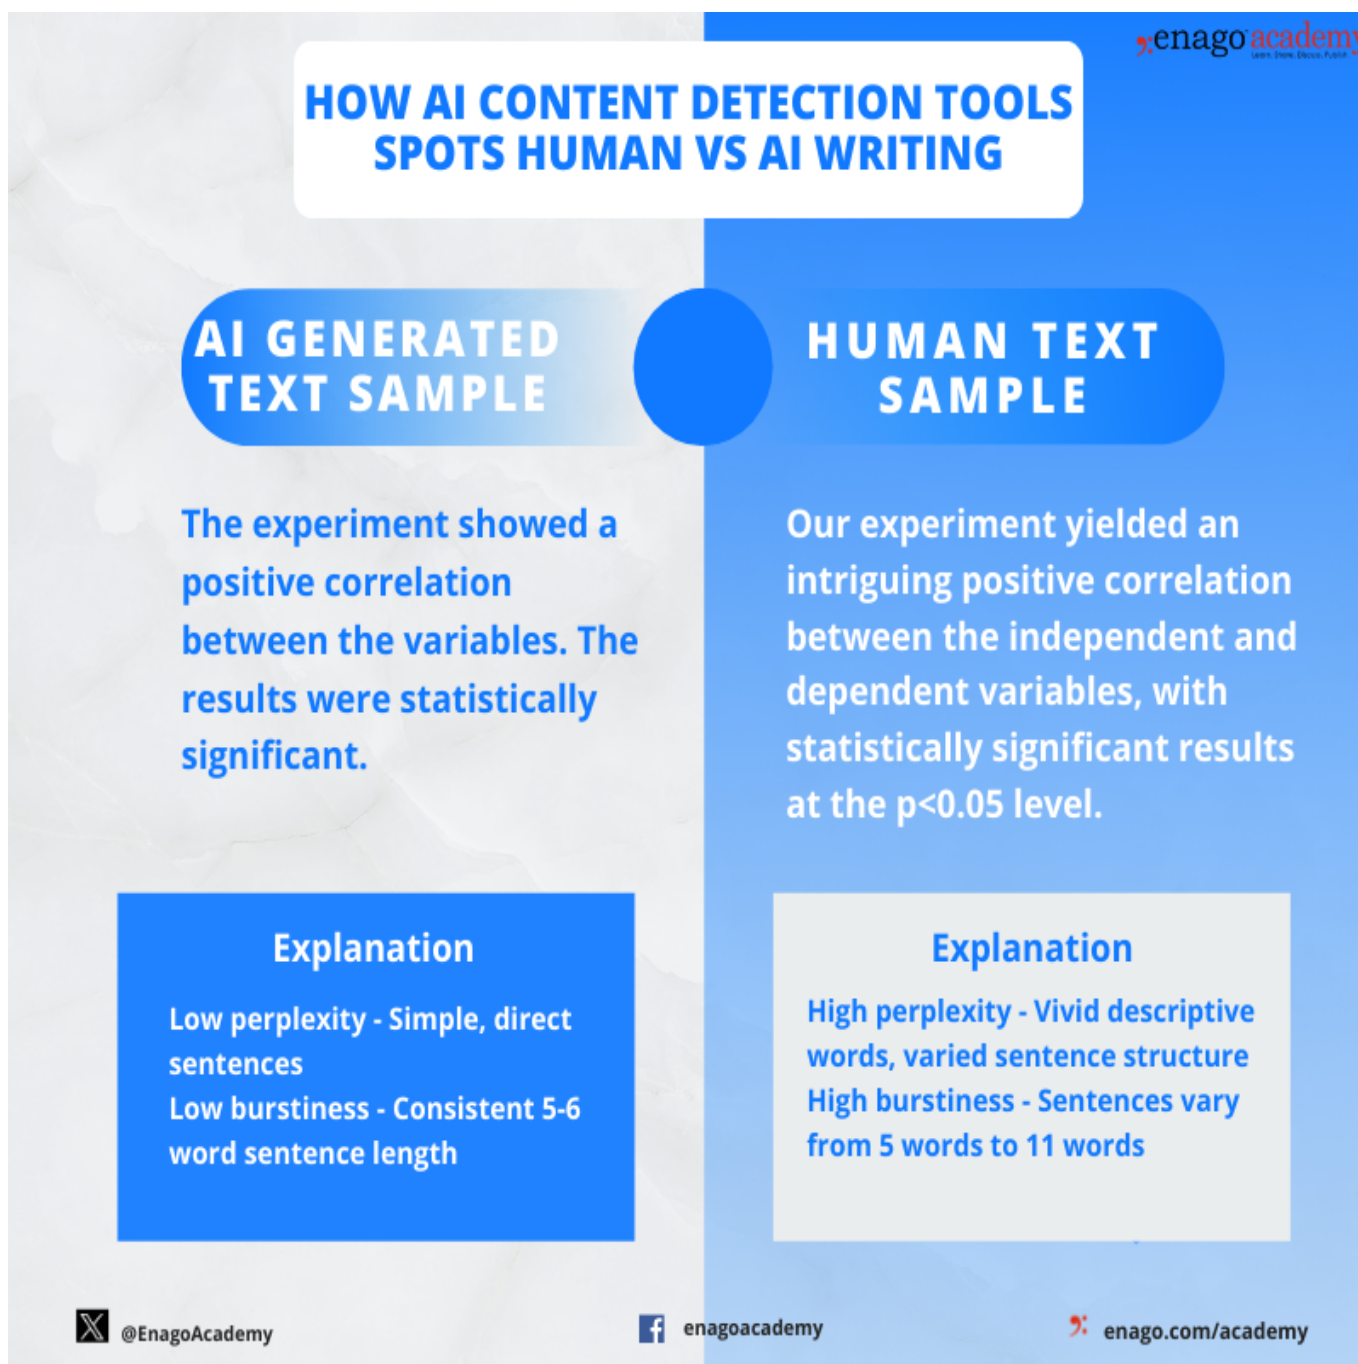 enago academy
Learn. Share. Discuss. Publish.
HOW AI CONTENT DETECTION TOOLS
SPOTS HUMAN VS AI WRITING
AI GENERATED
TEXT SAMPLE
The experiment showed a
positive correlation
between the variables. The
results were statistically
significant.
Explanation
Low perplexity - Simple, direct
sentences
Low burstiness - Consistent 5-6
word sentence length
HUMAN TEXT
SAMPLE
Our experiment yielded an
intriguing positive correlation
between the independent and
dependent variables, with
statistically significant results
at the p<0.05 level.
Explanation
High perplexity - Vivid descriptive
words, varied sentence structure
High burstiness - Sentences vary
from 5 words to 11 words
@EnagoAcademy
enagoacademy
enago.com/academy